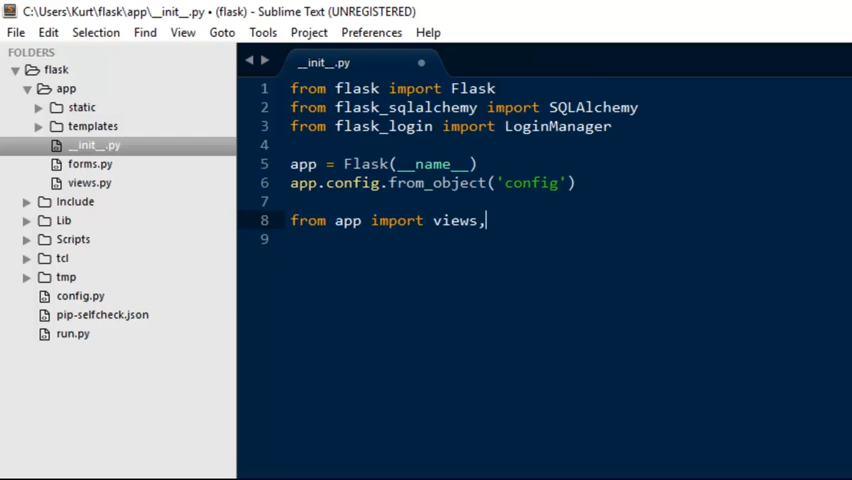 C:\Users\Kurt\flask\app\__init__.py • (flask) - Sublime Text (UNREGISTERED)
File Edit Selection Find View Goto Tools Project Preferences Help
FOLDERS
flask
app
static
templates
__init__.py
forms.py
views.py
Include
Lib
Scripts
tcl
tmp
config.py
pip-selfcheck.json
run.py
__init__.py
1 from flask import Flask
2 from flask_sqlalchemy import SQLAlchemy
3 from flask_login import LoginManager
4
5 app = Flask(__name__)
6 app.config.from_object('config')
7
8 from app import views,
9